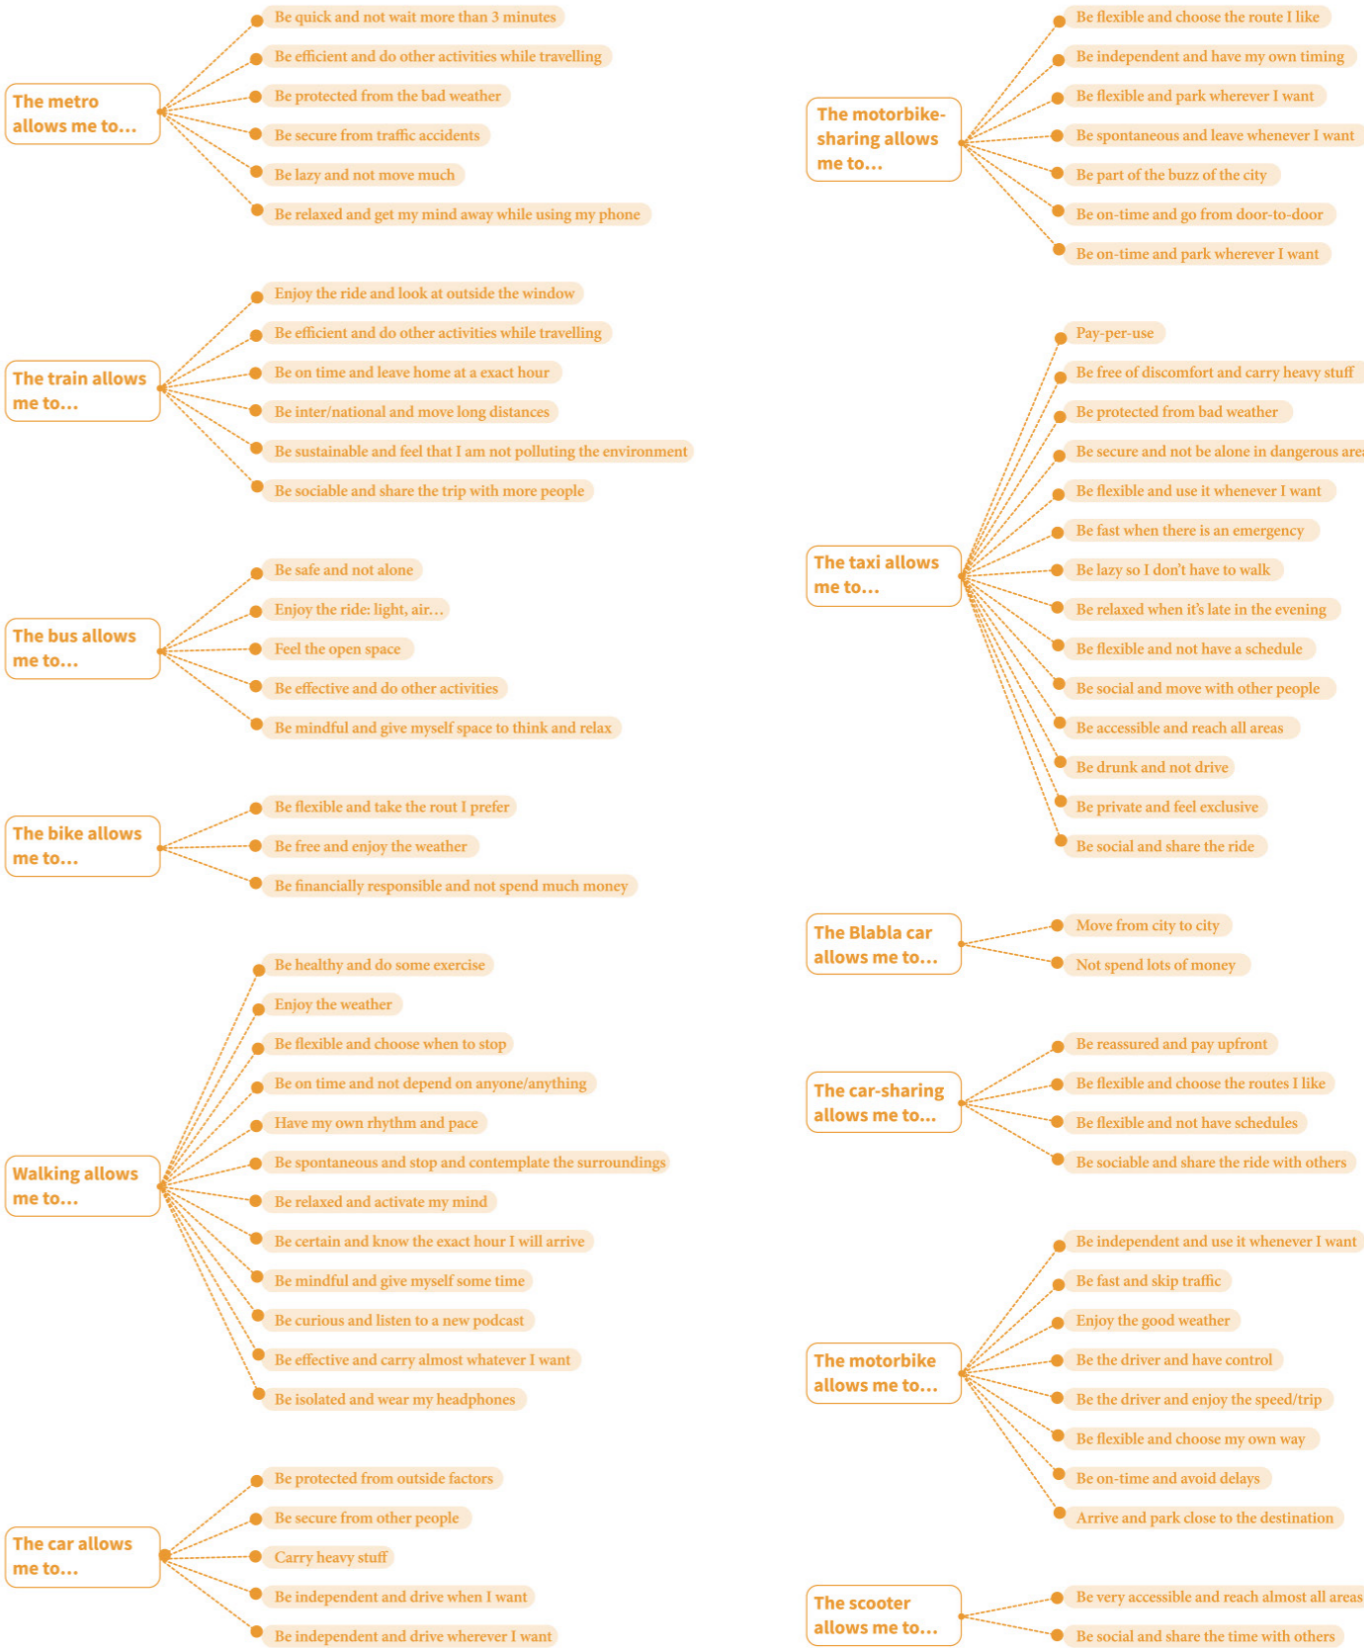 The metro
allows me to...
Be quick and not wait more than 3 minutes
Be efficient and do other activities while travelling
Be protected from the bad weather
Be secure from traffic accidents
Be lazy and not move much
Be relaxed and get my mind away while using my phone
The train allows
me to...
Enjoy the ride and look at outside the window
Be efficient and do other activities while travelling
Be on time and leave home at a exact hour
Be inter/national and move long distances
Be sustainable and feel that I am not polluting the environment
Be sociable and share the trip with more people
The bus allows
me to...
Be safe and not alone
Enjoy the ride: light, air...
Feel the open space
Be effective and do other activities
Be mindful and give myself space to think and relax
The bike allows
me to...
Be flexible and take the rout I prefer
Be free and enjoy the weather
Be financially responsible and not spend much money
Walking allows
me to...
Be healthy and do some exercise
Enjoy the weather
Be flexible and choose when to stop
Be on time and not depend on anyone/anything
Have my own rhythm and pace
Be spontaneous and stop and contemplate the surroundings
Be relaxed and activate my mind
Be certain and know the exact hour I will arrive
Be mindful and give myself some time
Be curious and listen to a new podcast
Be effective and carry almost whatever I want
Be isolated and wear my headphones
The car allows
me to...
Be protected from outside factors
Be secure from other people
Carry heavy stuff
Be independent and drive when I want
Be independent and drive wherever I want
The motorbike-
sharing allows
me to...
Be flexible and choose the route I like
Be independent and have my own timing
Be flexible and park wherever I want
Be spontaneous and leave whenever I want
Be part of the buzz of the city
Be on-time and go from door-to-door
Be on-time and park wherever I want
The taxi allows
me to...
Pay-per-use
Be free of discomfort and carry heavy stuff
Be protected from bad weather
Be secure and not be alone in dangerous
Be flexible and use it whenever I want
Be fast when there is an emergency
Be lazy so I don't have to walk
Be relaxed when it's late in the evening
Be flexible and not have a schedule
Be social and move with other people
Be accessible and reach all areas
Be drunk and not drive
Be private and feel exclusive
Be social and share the ride
The Blabla car
allows me to...
Move from city to city
Not spend lots of money
The car-sharing
allows me to...
Be reassured and pay upfront
Be flexible and choose the routes I like
Be flexible and not have schedules
Be sociable and share the ride with others
The motorbike
allows me to...
Be independent and use it whenever I want
Be fast and skip traffic
Enjoy the good weather
Be the driver and have control
Be the driver and enjoy the speed/trip
Be flexible and choose my own way
Be on-time and avoid delays
Arrive and park close to the destination
The scooter
allows me to...
Be very accessible and reach almost all areas
Be social and share the time with others